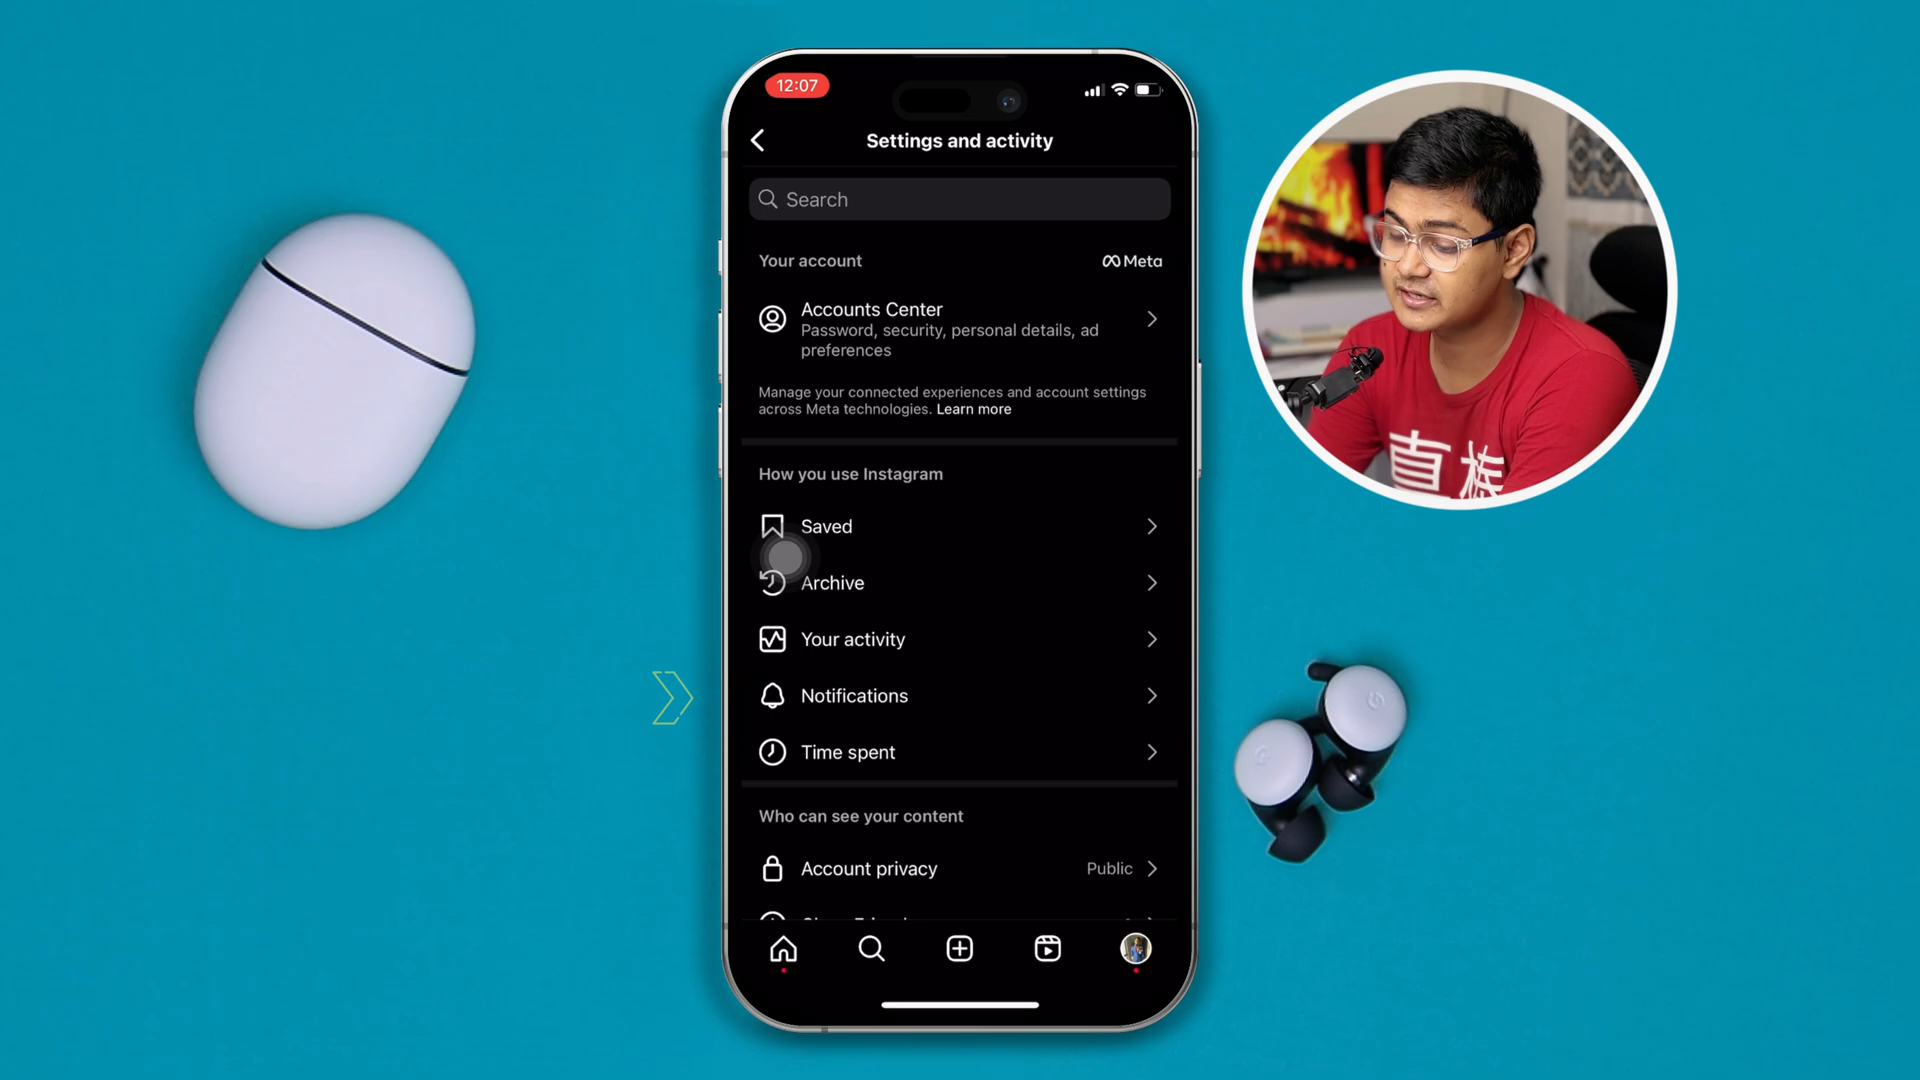 12:07
Settings and activity
Search
Your account
Meta
Accounts Center
Password, security, personal details, ad
preferences
Manage your connected experiences and account settings
across Meta technologies. Learn more
How you use Instagram
Saved
Archive
Your activity
Notifications
Time spent
Who can see your content
Account privacy
Public
直株